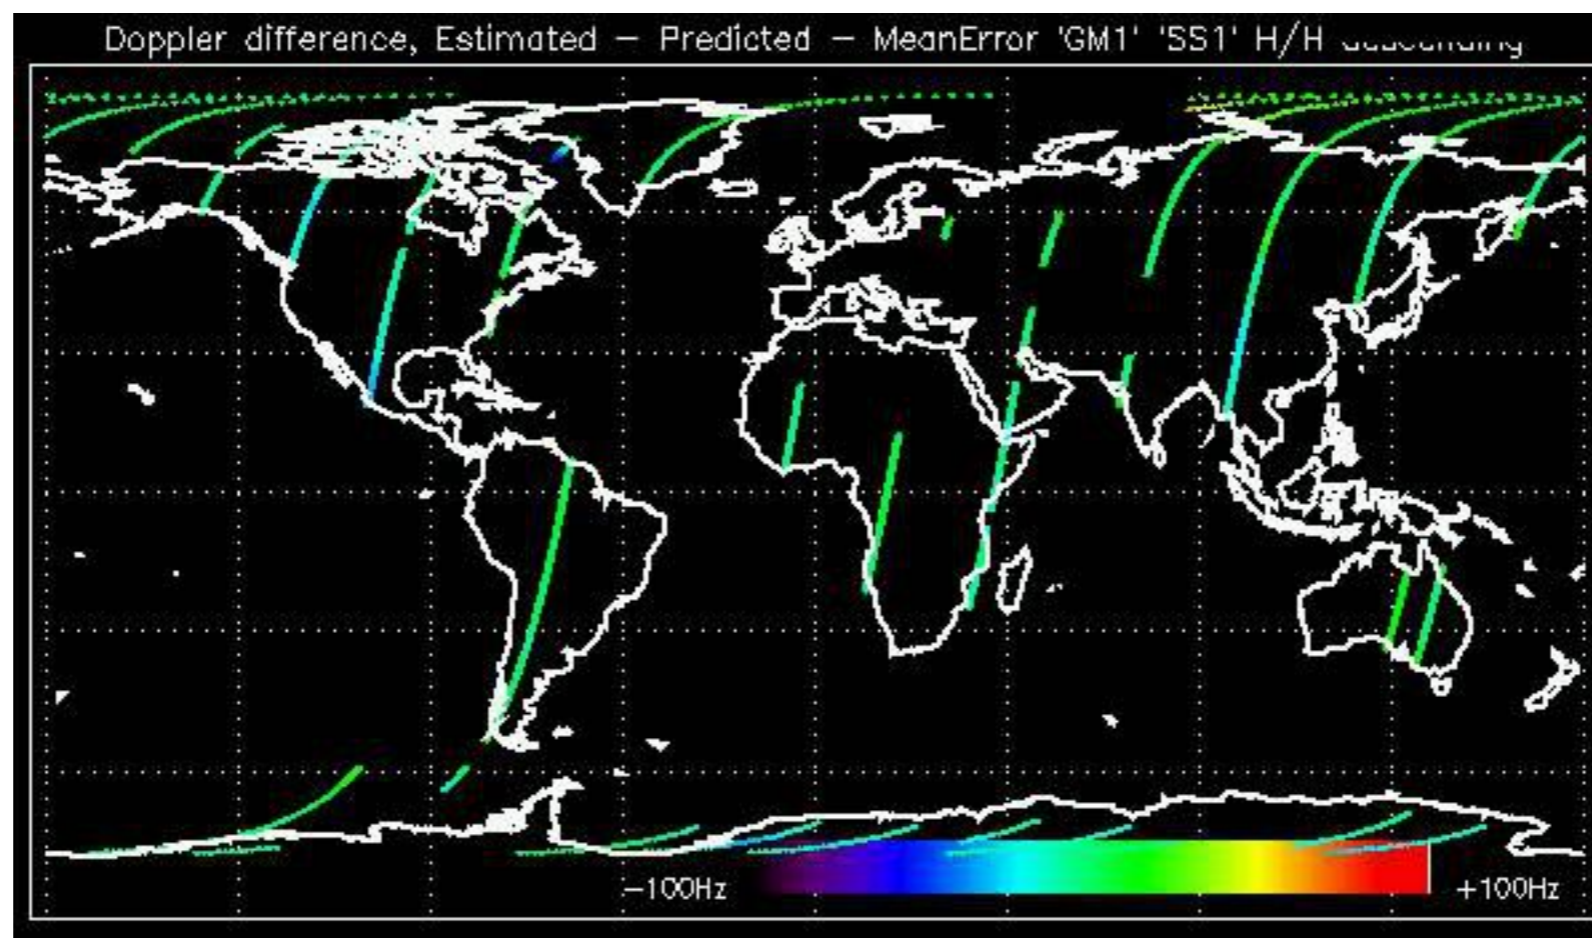 Doppler difference, Estimated – Predicted – MeanError 'GM1' 'SS1' H/H
-100Hz +100Hz